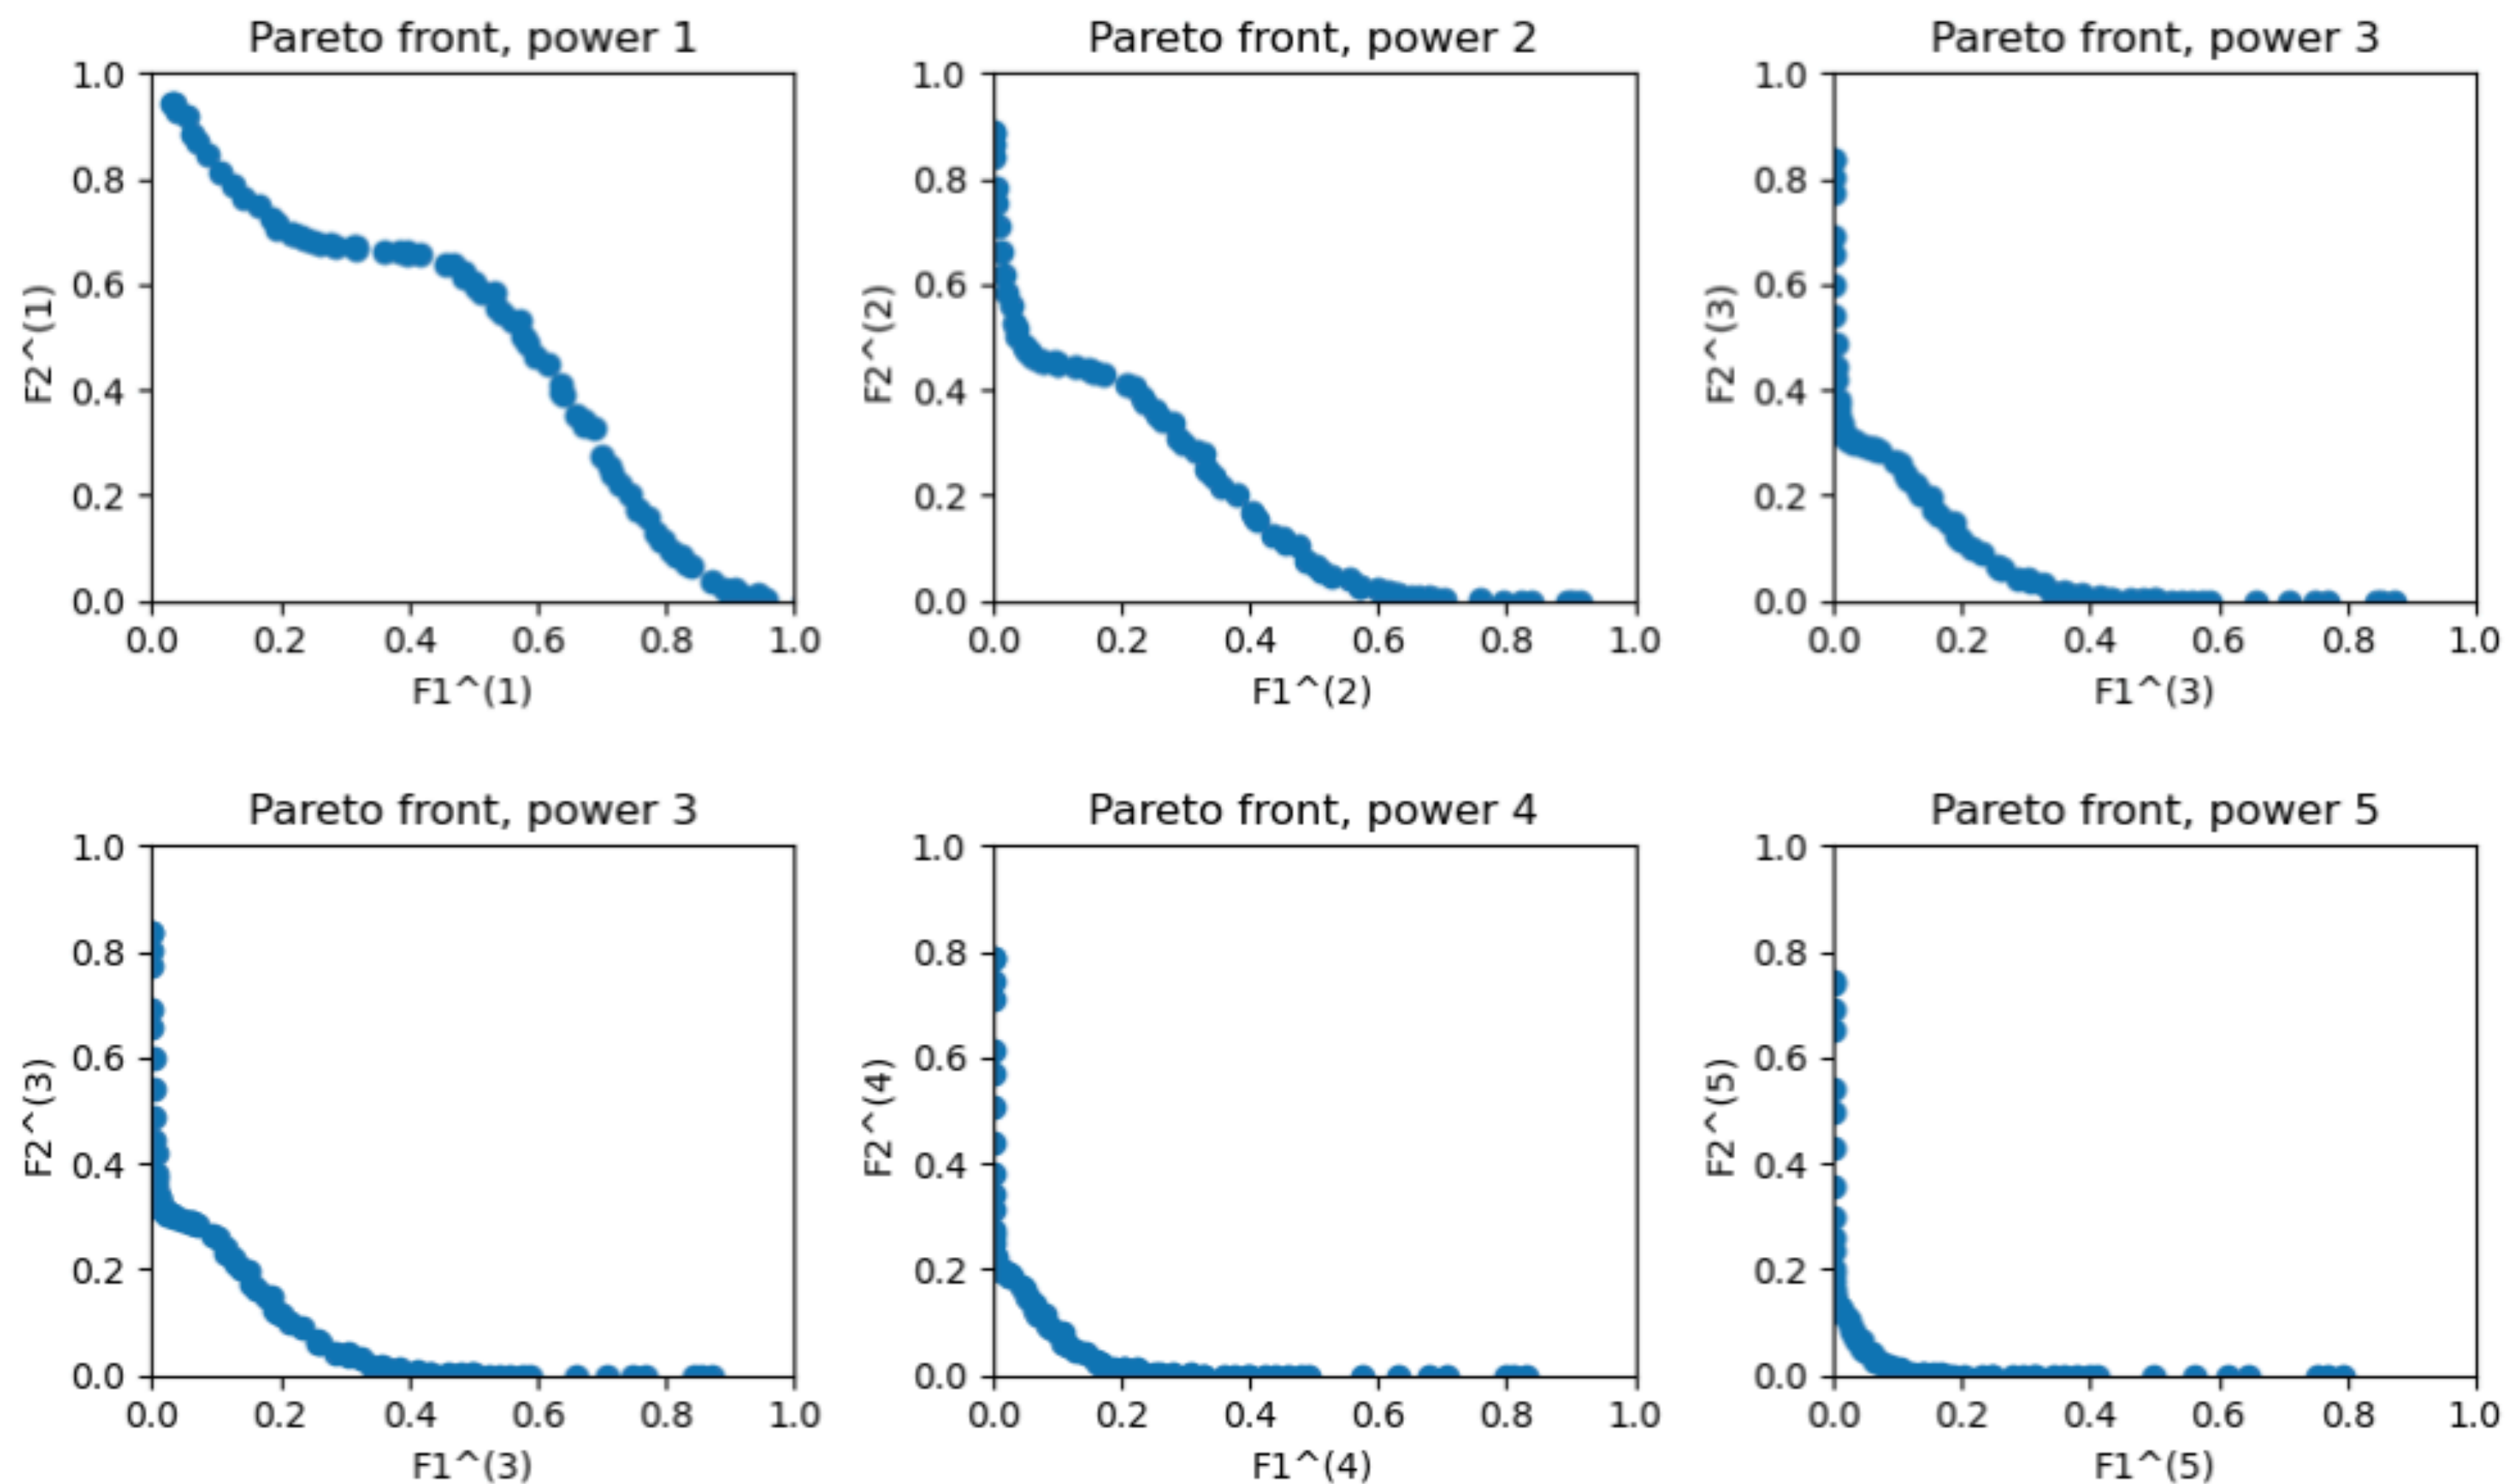 Pareto front, power 1
1.0
0.8
0.6
0.4
0.2
0.0
F2^(1)
0.0 0.2 0.4 0.6 0.8 1.0
F1^(1)
Pareto front, power 2
1.0
0.8
0.6
0.4
0.2
0.0
F2^(2)
0.0 0.2 0.4 0.6 0.8 1.0
F1^(2)
Pareto front, power 3
1.0
0.8
0.6
0.4
0.2
0.0
F2^(3)
0.0 0.2 0.4 0.6 0.8 1.0
F1^(3)
Pareto front, power 3
1.0
0.8
0.6
0.4
0.2
0.0
F2^(3)
0.0 0.2 0.4 0.6 0.8 1.0
F1^(3)
Pareto front, power 4
1.0
0.8
0.6
0.4
0.2
0.0
F2^(4)
0.0 0.2 0.4 0.6 0.8 1.0
F1^(4)
Pareto front, power 5
1.0
0.8
0.6
0.4
0.2
0.0
F2^(5)
0.0 0.2 0.4 0.6 0.8 1.0
F1^(5)